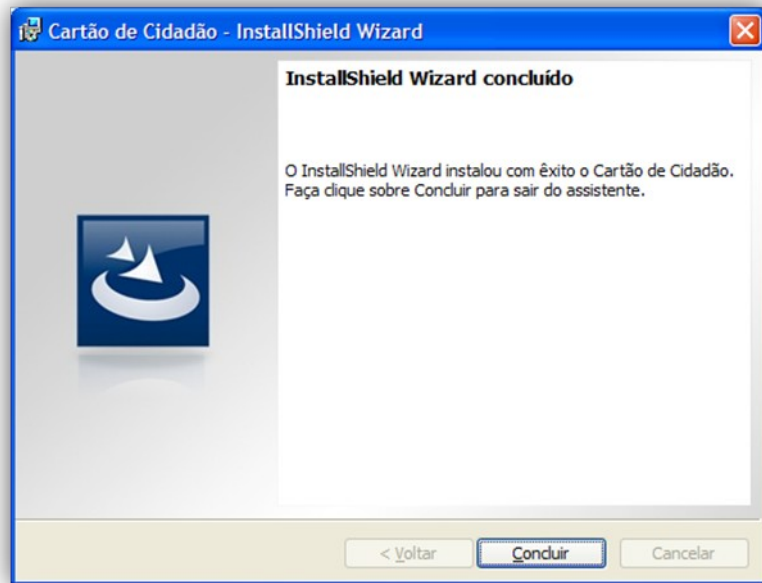 Cartão de Cidadão - InstallShield Wizard
InstallShield Wizard concluído
O InstallShield Wizard instalou com êxito o Cartão de Cidadão.
Faça clique sobre Concluir para sair do assistente.
< Voltar
Concluir
Cancelar